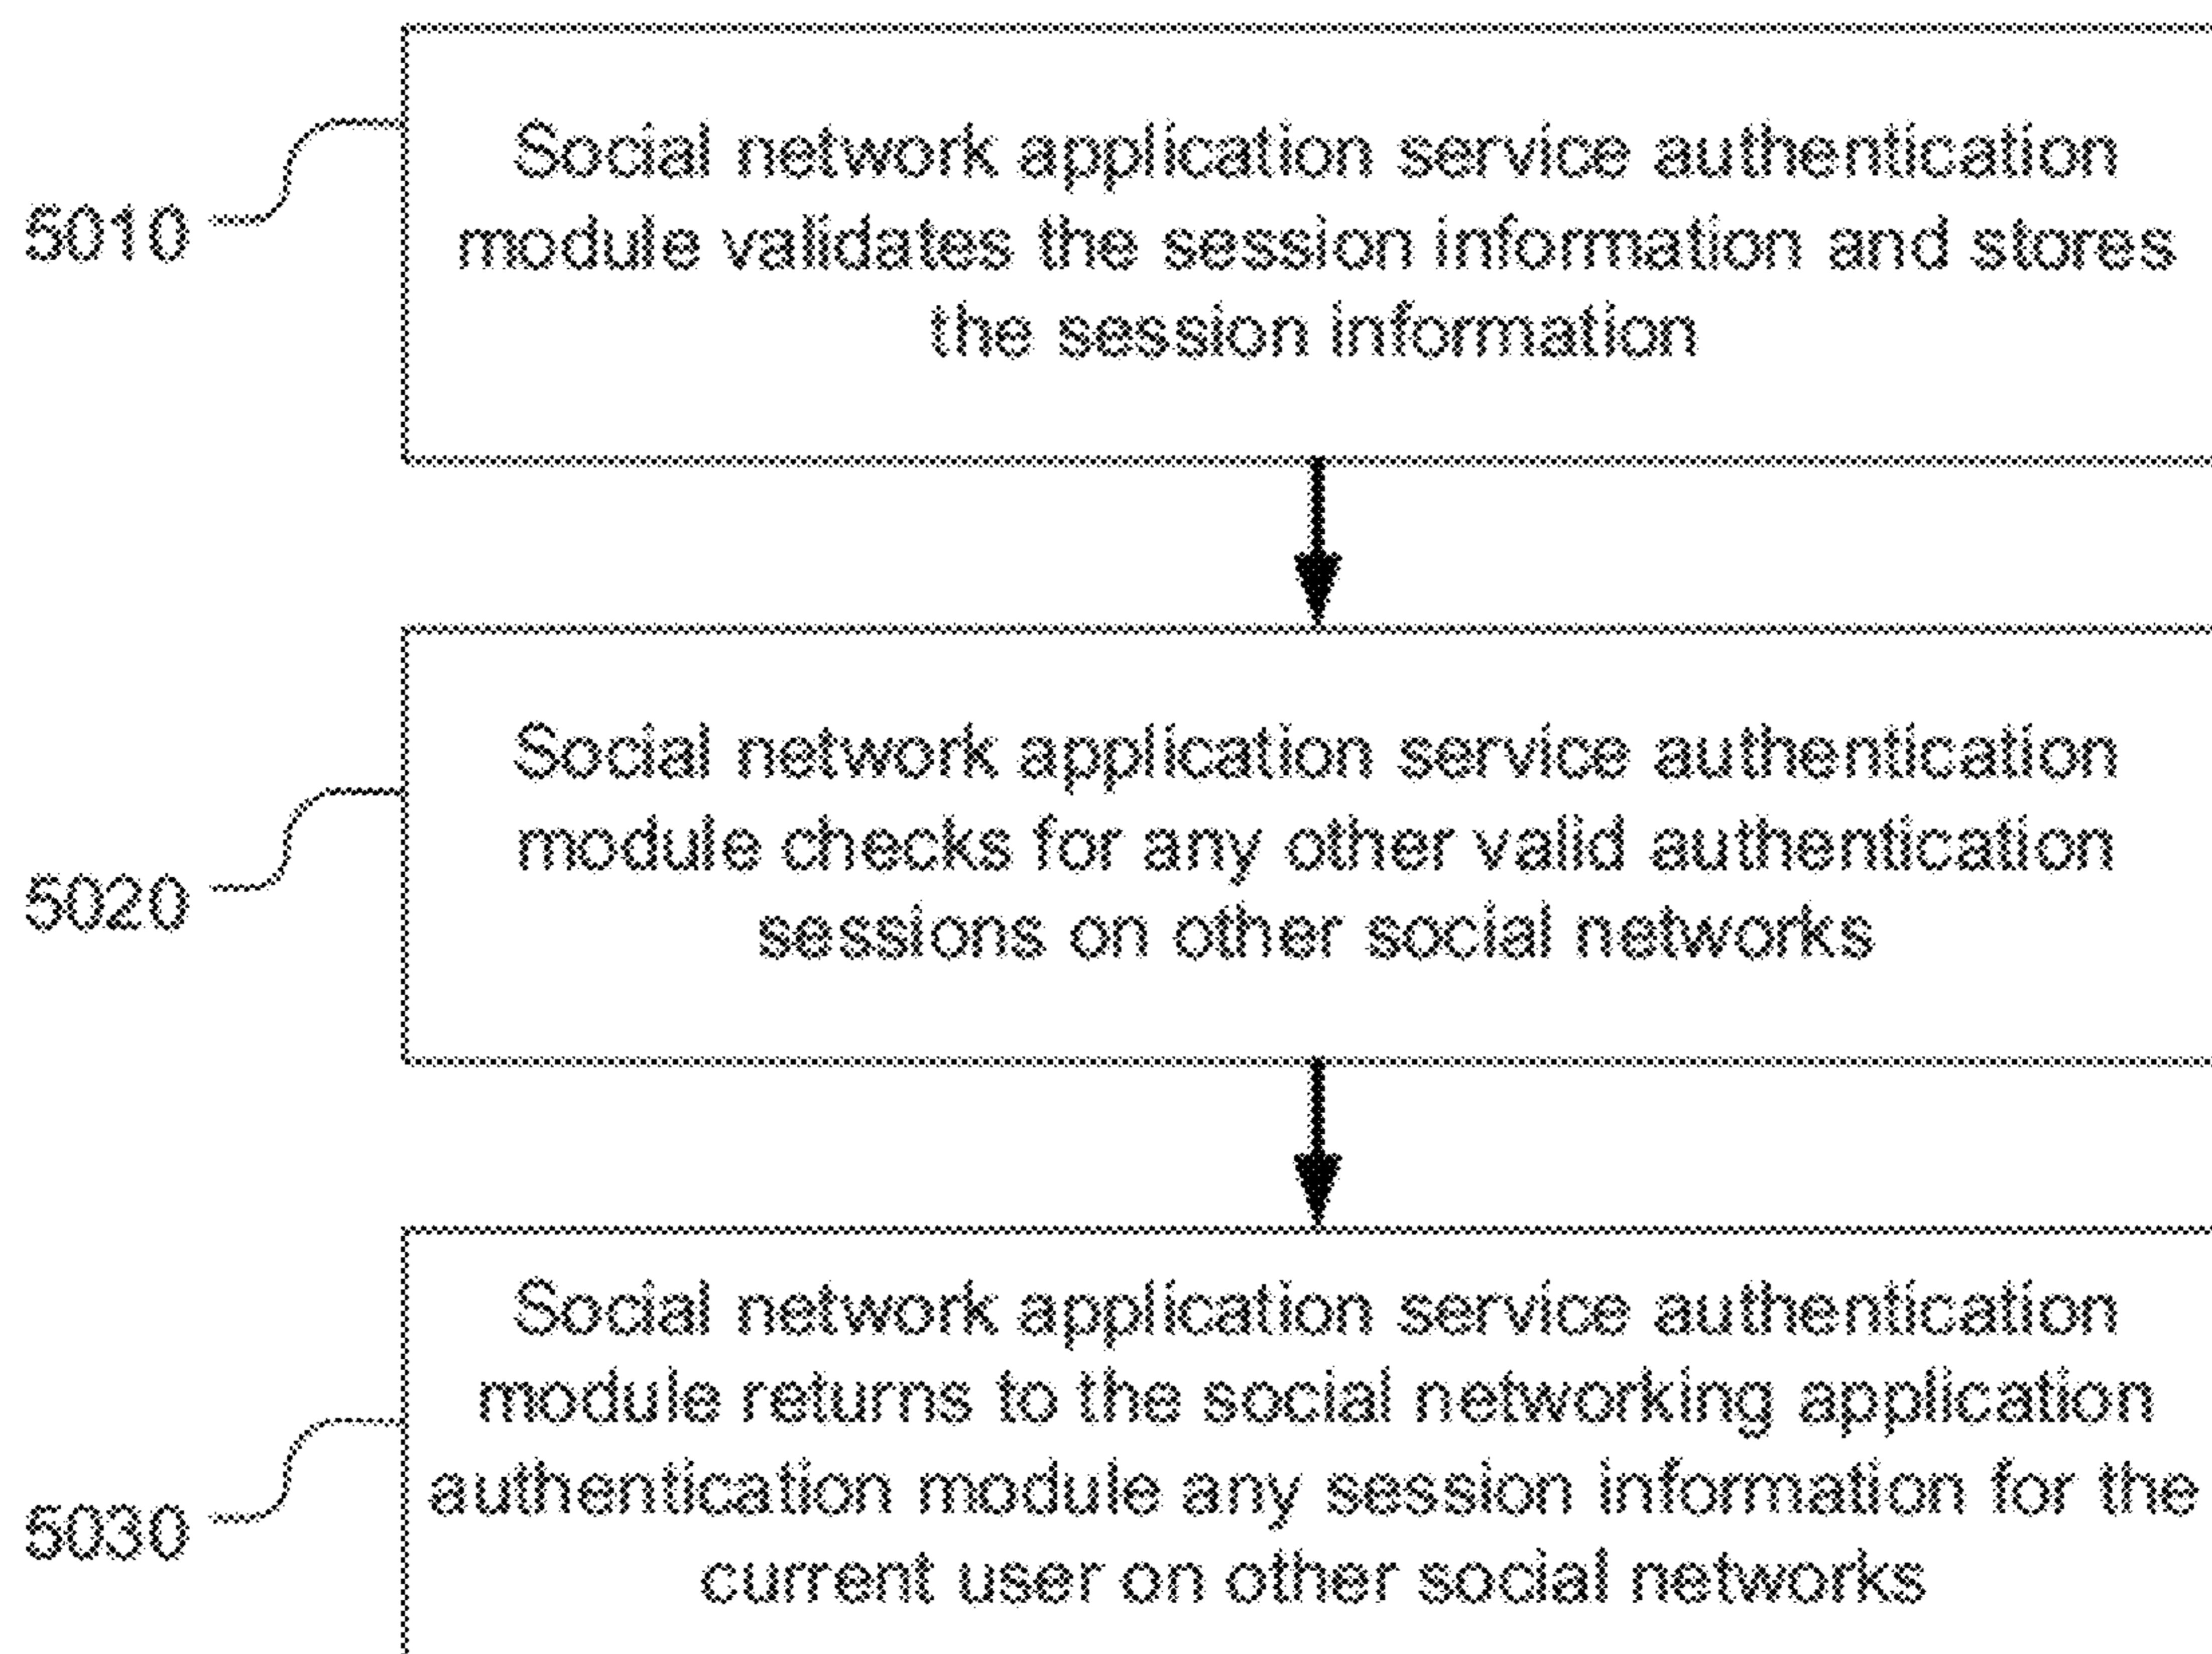 Social network application service authentication
module validates the session information and stores
the session information
5010
Social network application service authentication
module checks for any other valid authentication
sessions on other social networks
5020
Social network application service authentication
module returns to the social networking application
authentication module any session information for the
current user on other social networks
5030